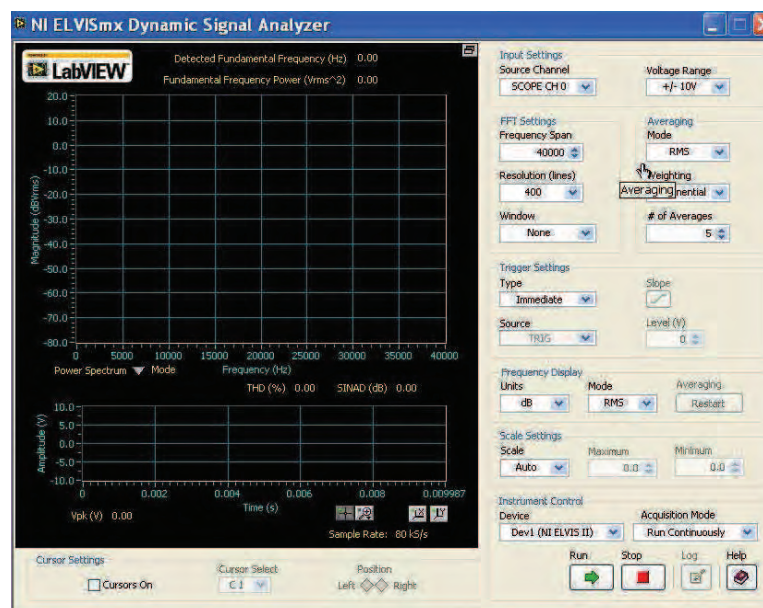 NI ELVISmx Dynamic Signal Analyzer
LabVIEW
Detected Fundamental Frequency (Hz) 0.00
Fundamental Frequency Power (Vrms^2) 0.00
20.0
10.0
0.0
-10.0
-20.0
-30.0
-40.0
-50.0
-60.0
-70.0
-80.0
Magnitude (dBVrms)
0 5000 10000 15000 20000 25000 30000 35000 40000
Power Spectrum Mode Frequency (Hz)
THD (%) 0.00 SINAD (dB) 0.00
10.0
5.0
0.0
-5.0
-10.0
Amplitude (V)
0 0.002 0.004 0.006 0.008 0.009987
Vpk (V) 0.00 Time (s)
Sample Rate: 80 kS/s
Cursor Settings
Cursors On
Cursor Select
C1
Position
Left Right
Input Settings
Source Channel Voltage Range
SCOPE CH 0 +/- 10V
FFT Settings
Frequency Span
40000
Resolution (lines)
400
Window
None
Averaging
Mode
RMS
Weighting
Averaging nential
# of Averages
5
Trigger Settings
Type Slope
Immediate
Source Level (V)
TRIG 0
Frequency Display
Units Mode Averaging
dB RMS Restart
Scale Settings
Scale Maximum Minimum
Auto 0.0 0.0
Instrument Control
Device Acquisition Mode
Dev1 (NI ELVIS II) Run Continuously
Run Stop Log Help